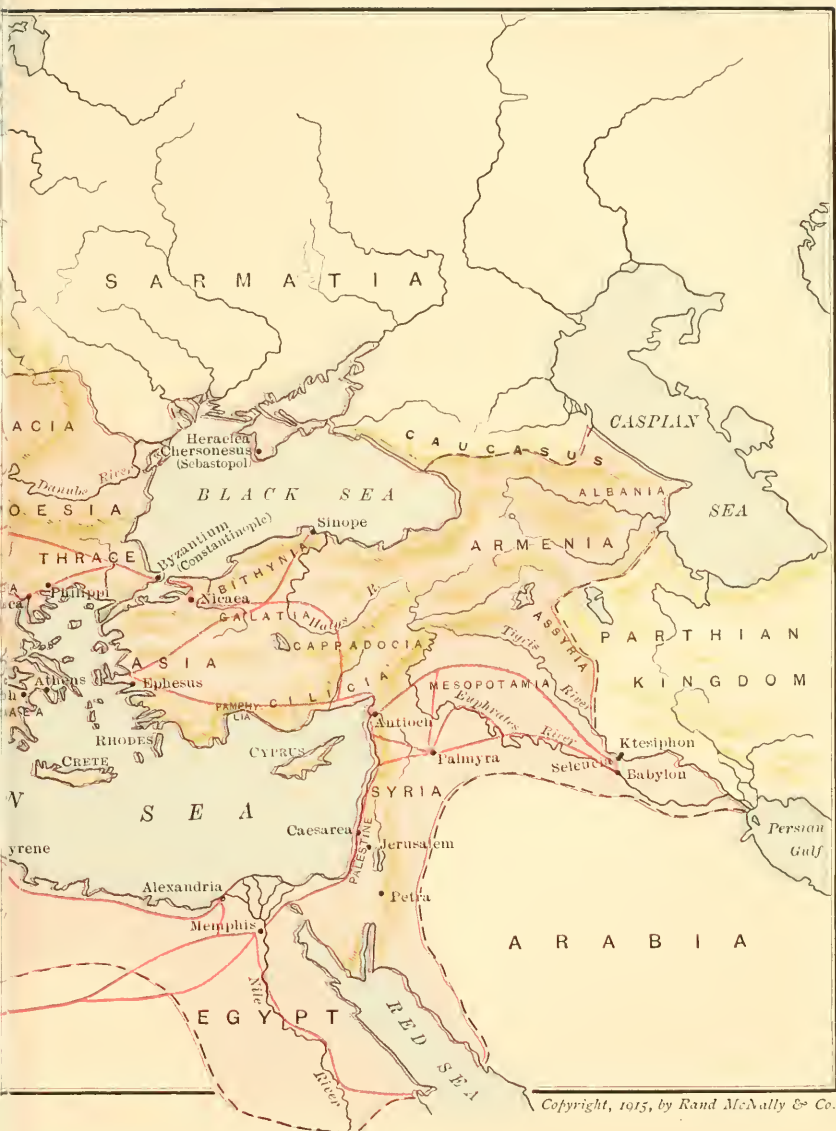 SARMATIA
ACIA
CAUCASUS
CASPIAN
SEA
Heraclea
Chersonesus
(Sebastopol)
Danube River
BLACK SEA
ALBANIA
OESIA
Sinope
Byzantium
(Constantinople)
ARMENIA
THRACE
BITHYNIA
Philippi
Nicaea
ca
GALATIA
Halys R.
ASSYRIA
PARTHIAN
KINGDOM
CAPPADOCIA
Tigris River
ASIA
Athens
Ephesus
CILICIA
MESOPOTAMIA
PAMPHY-
LIA
Antioch
Euphrates River
RHODES
CYPRUS
Ktesiphon
CRETE
Palmyra
Seleucia
Babylon
SYRIA
N SEA
Caesarea
PALESTINE
Jerusalem
Persian
Gulf
yrene
Alexandria
Petra
Memphis
ARABIA
Nile River
EGYPT
RED SEA
Copyright, 1915, by Rand McNally & Co.